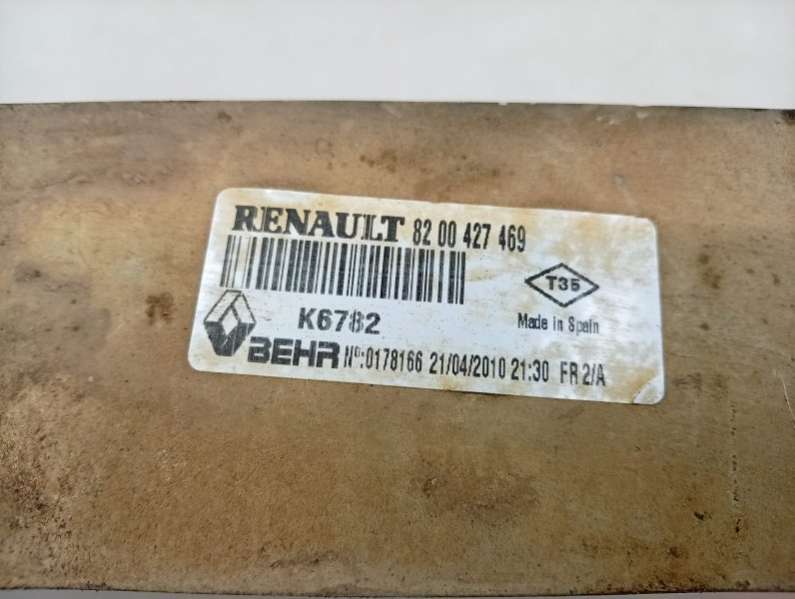 RENAULT 82 00 427 469
T35
K6782
Made in Spain
BEHR Nº:0178166 21/04/2010 21:30 FR 2/A